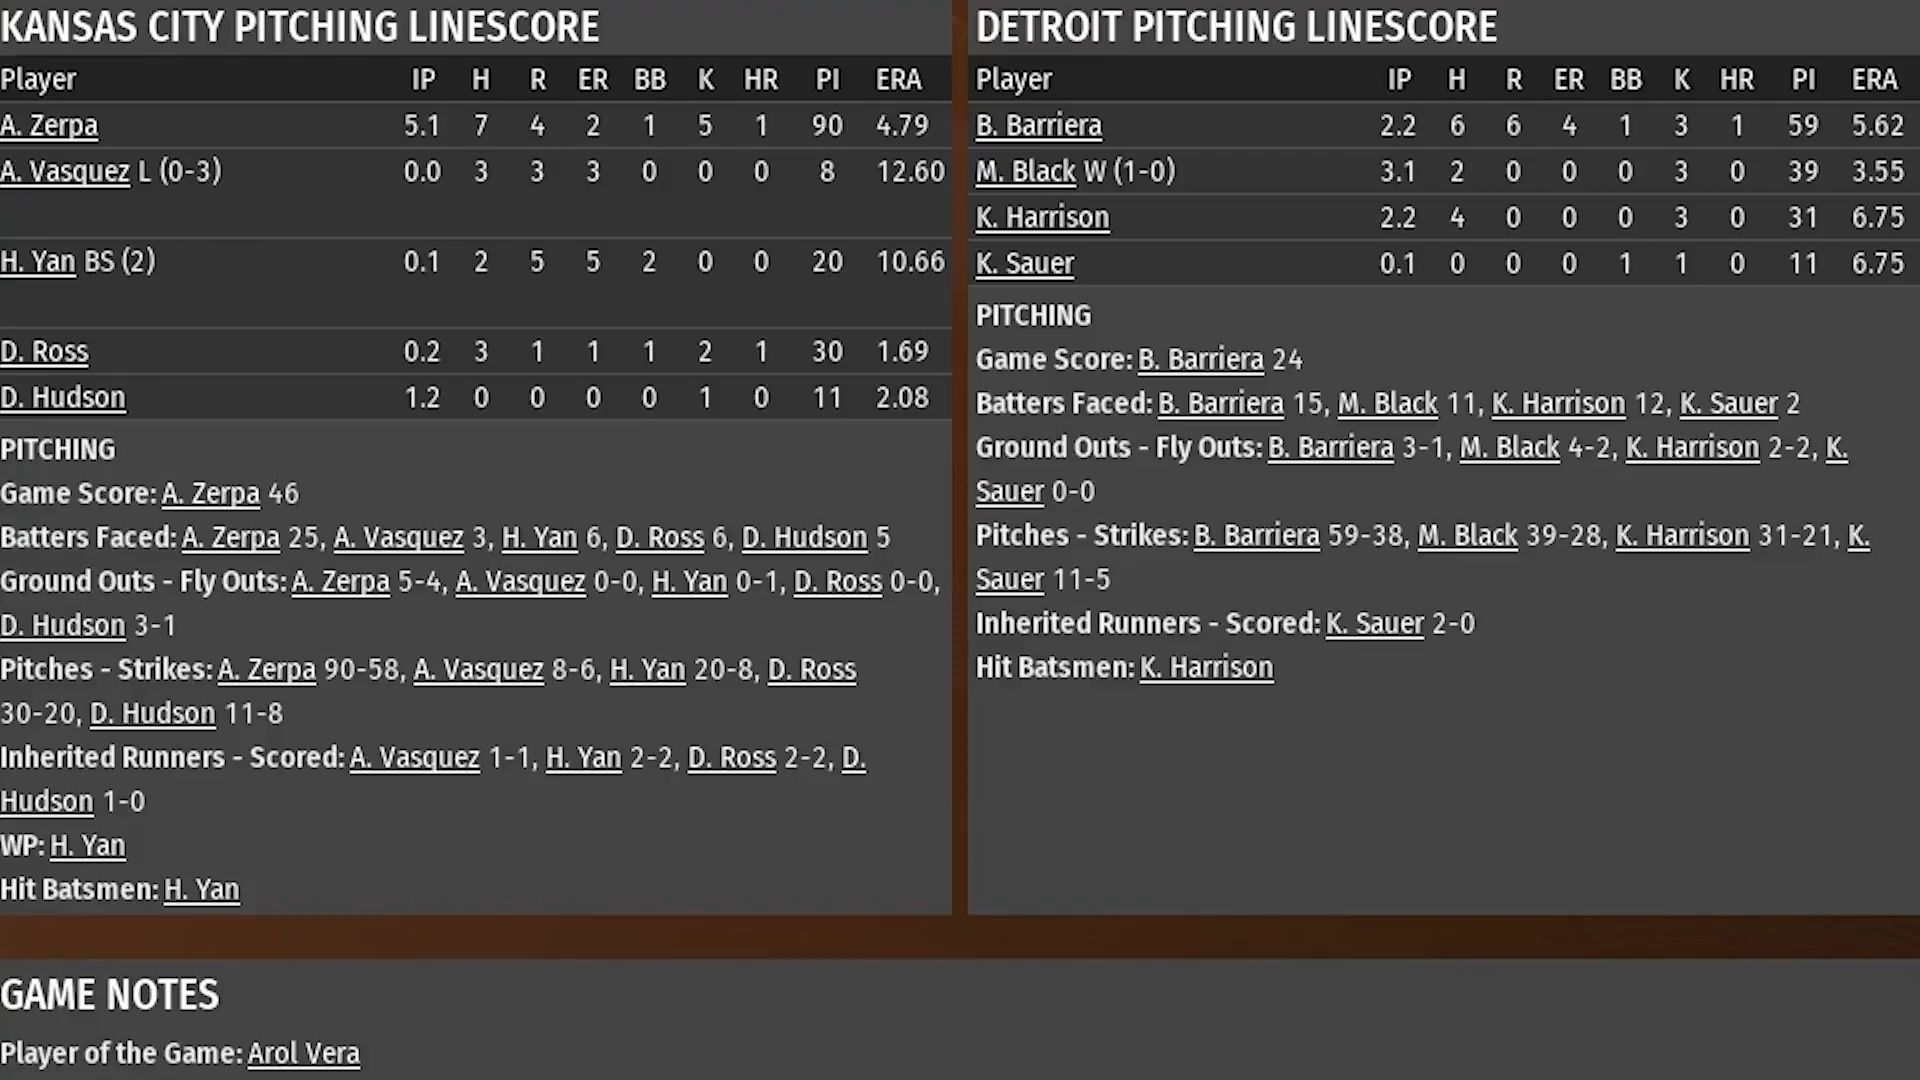 KANSAS CITY PITCHING LINESCORE
Player IP H R ER BB K HR PI ERA
A. Zerpa 5.1 7 4 2 1 5 1 90 4.79
A. Vasquez L (0-3) 0.0 3 3 3 0 0 0 8 12.60
H. Yan BS (2) 0.1 2 5 5 2 0 0 20 10.66
D. Ross 0.2 3 1 1 1 2 1 30 1.69
D. Hudson 1.2 0 0 0 0 1 0 11 2.08
PITCHING
Game Score: A. Zerpa 46
Batters Faced: A. Zerpa 25, A. Vasquez 3, H. Yan 6, D. Ross 6, D. Hudson 5
Ground Outs - Fly Outs: A. Zerpa 5-4, A. Vasquez 0-0, H. Yan 0-1, D. Ross 0-0,
D. Hudson 3-1
Pitches - Strikes: A. Zerpa 90-58, A. Vasquez 8-6, H. Yan 20-8, D. Ross
30-20, D. Hudson 11-8
Inherited Runners - Scored: A. Vasquez 1-1, H. Yan 2-2, D. Ross 2-2, D.
Hudson 1-0
WP: H. Yan
Hit Batsmen: H. Yan
DETROIT PITCHING LINESCORE
Player IP H R ER BB K HR PI ERA
B. Barriera 2.2 6 6 4 1 3 1 59 5.62
M. Black W (1-0) 3.1 2 0 0 0 3 0 39 3.55
K. Harrison 2.2 4 0 0 0 3 0 31 6.75
K. Sauer 0.1 0 0 0 1 1 0 11 6.75
PITCHING
Game Score: B. Barriera 24
Batters Faced: B. Barriera 15, M. Black 11, K. Harrison 12, K. Sauer 2
Ground Outs - Fly Outs: B. Barriera 3-1, M. Black 4-2, K. Harrison 2-2, K.
Sauer 0-0
Pitches - Strikes: B. Barriera 59-38, M. Black 39-28, K. Harrison 31-21, K.
Sauer 11-5
Inherited Runners - Scored: K. Sauer 2-0
Hit Batsmen: K. Harrison
GAME NOTES
Player of the Game: Arol Vera